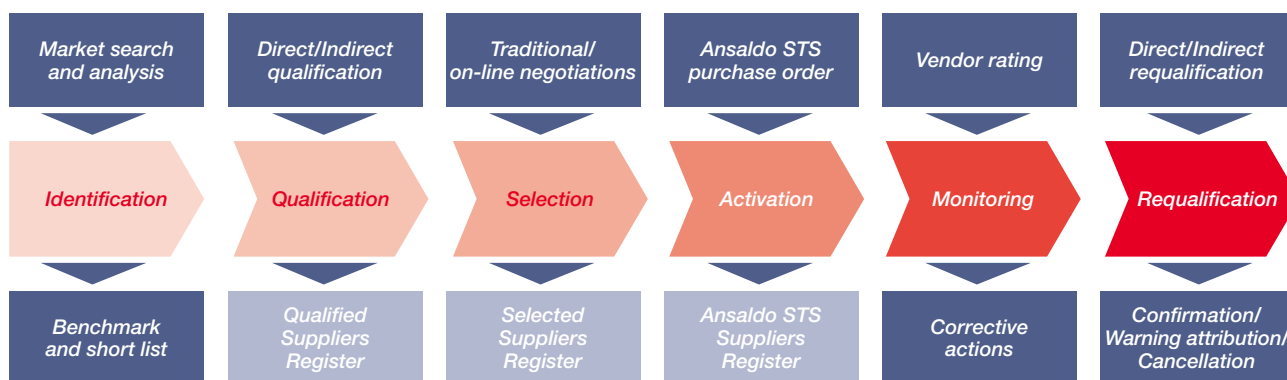 Market search
and analysis
Direct/Indirect
qualification
Traditional/
on-line negotiations
Ansaldo STS
purchase order
Vendor rating
Direct/Indirect
requalification
Identification
Qualification
Selection
Activation
Monitoring
Requalification
Benchmark
and short list
Qualified
Suppliers
Register
Selected
Suppliers
Register
Ansaldo STS
Suppliers
Register
Corrective
actions
Confirmation/
Warning attribution/
Cancellation